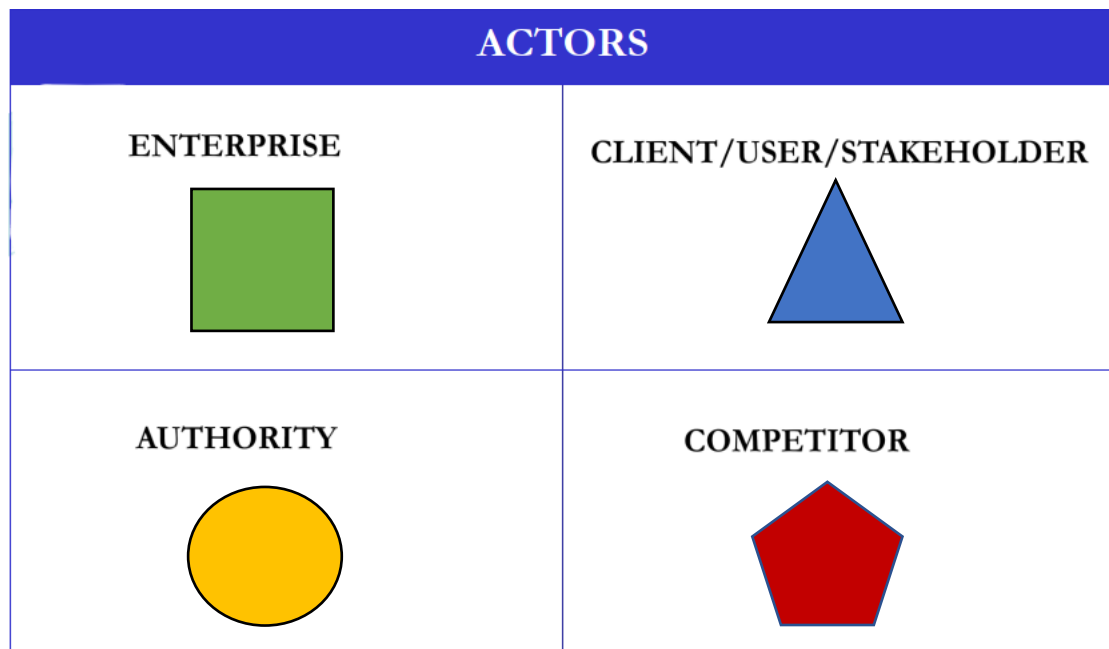 ACTORS
ENTERPRISE
CLIENT/USER/STAKEHOLDER
AUTHORITY
COMPETITOR